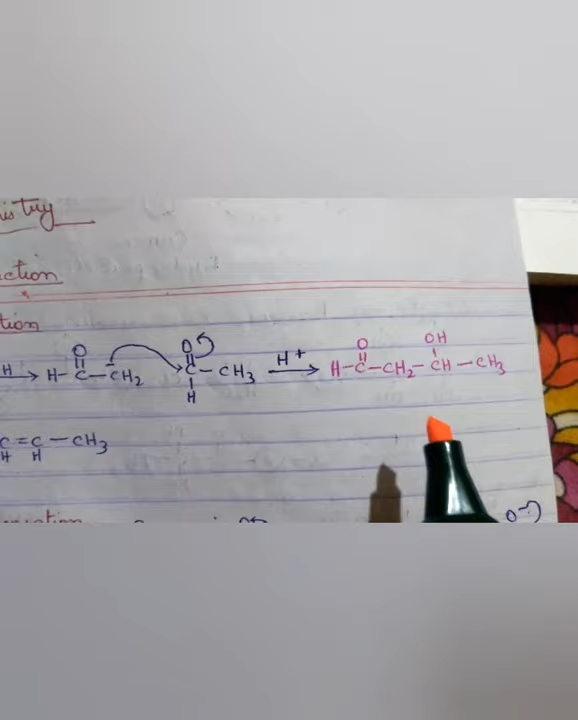 istry
ction
tion
O O OH
H → H-C-CH2 C-CH3 H+ → H-C-CH2-CH-CH3
H
C=C-CH3
H H
O